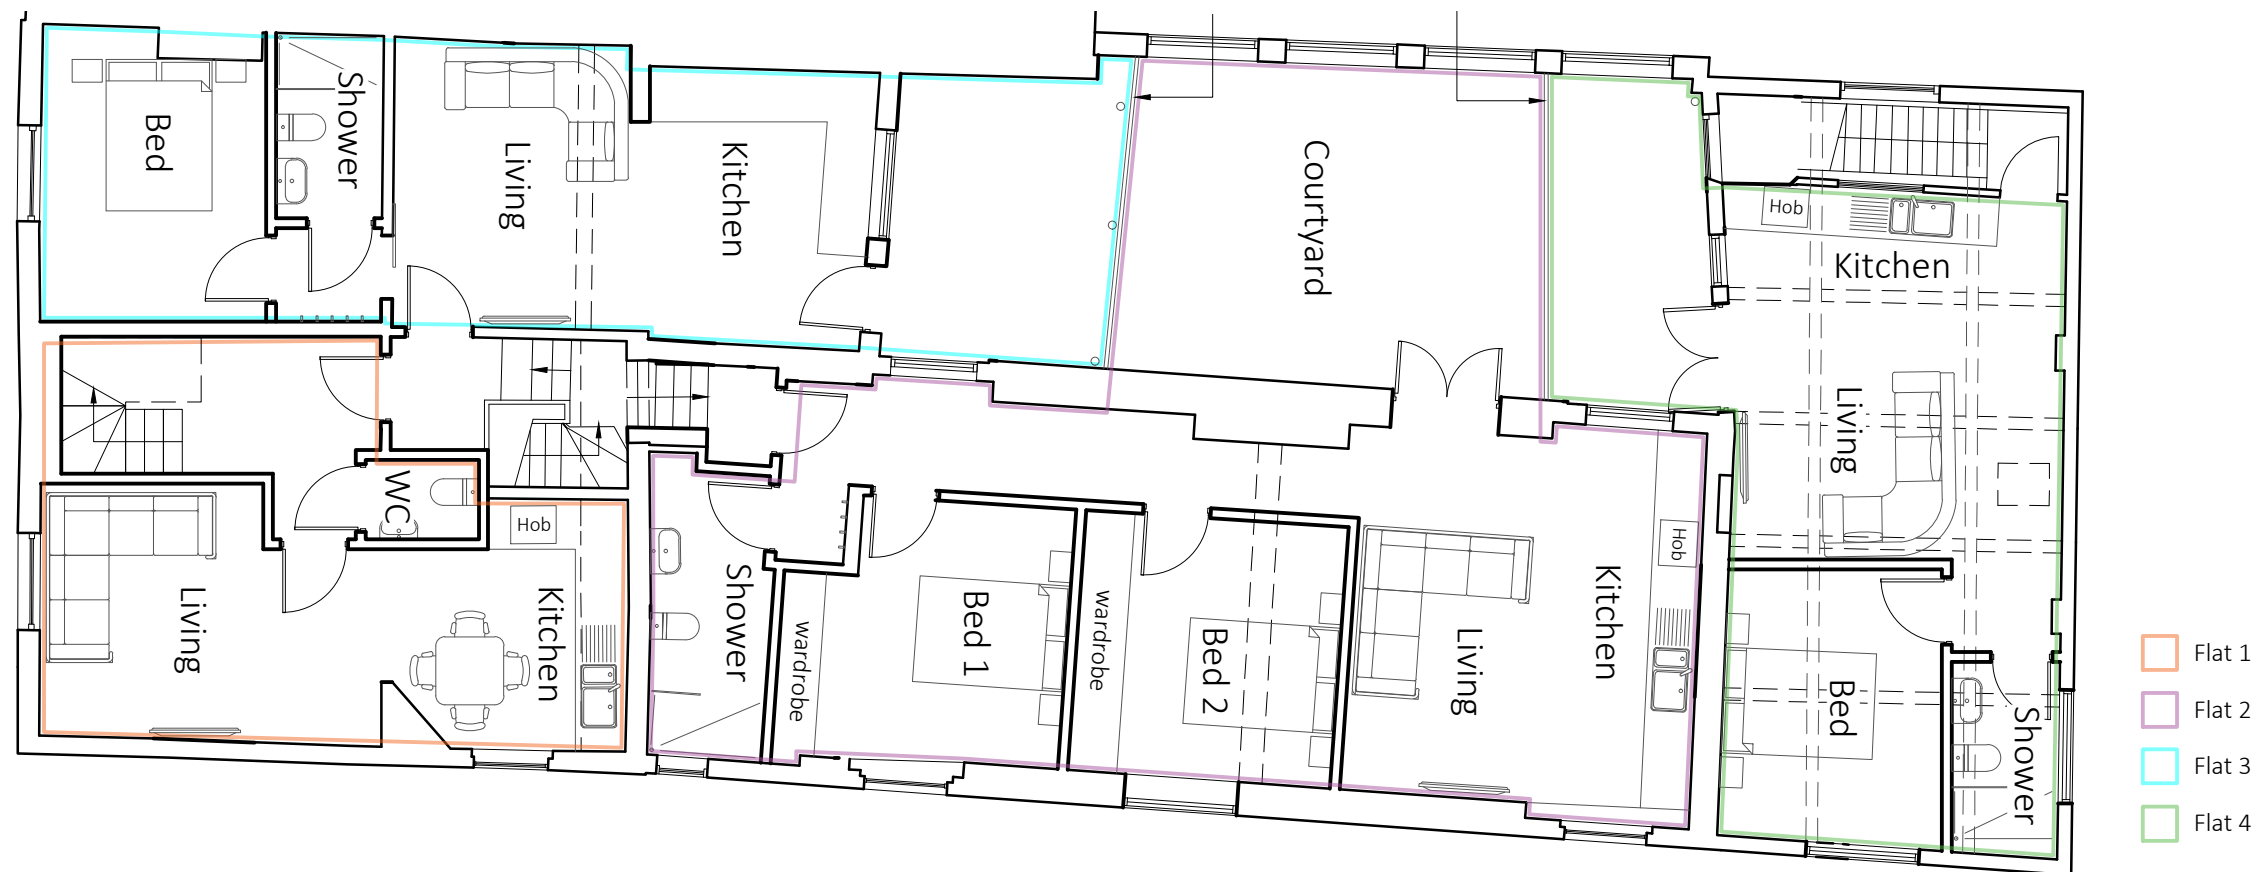 Bed
Shower
Living
Kitchen
Courtyard
Hob
Kitchen
Living
WC
Hob
Living
Kitchen
Shower
wardrobe
Bed 1
wardrobe
Bed 2
Living
Hob
Kitchen
Bed
Shower
Flat 1
Flat 2
Flat 3
Flat 4